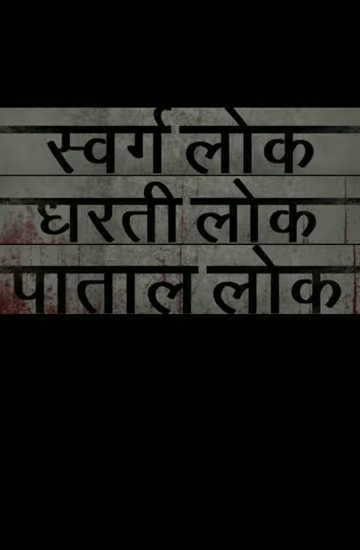 स्वर्ग लोक
धरती लोक
पाताल लोक